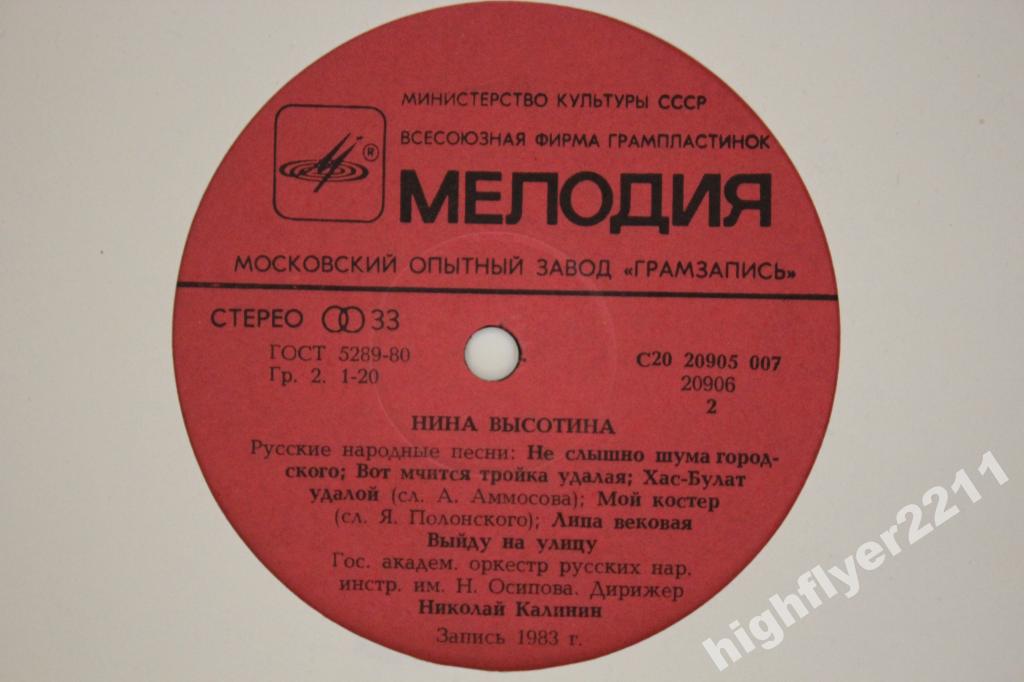 МИНИСТЕРСТВО КУЛЬТУРЫ СССР
ВСЕСОЮЗНАЯ ФИРМА ГРАМПЛАСТИНОК
®
МЕЛОДИЯ
МОСКОВСКИЙ ОПЫТНЫЙ ЗАВОД «ГРАМЗАПИСЬ»
СТЕРЕО 33
ГОСТ 5289-80
Гр. 2. 1-20
С20 20905 007
20906
2
НИНА ВЫСОТИНА
Русские народные песни: Не слышно шума город-
ского; Вот мчится тройка удалая; Хас-Булат
удалой (сл. А. Аммосова); Мой костер
(сл. Я. Полонского); Липа вековая
Выйду на улицу
Гос. академ. оркестр русских нар.
инстр. им. Н. Осипова. Дирижер
Николай Калинин
Запись 1983 г.
highflyer2211